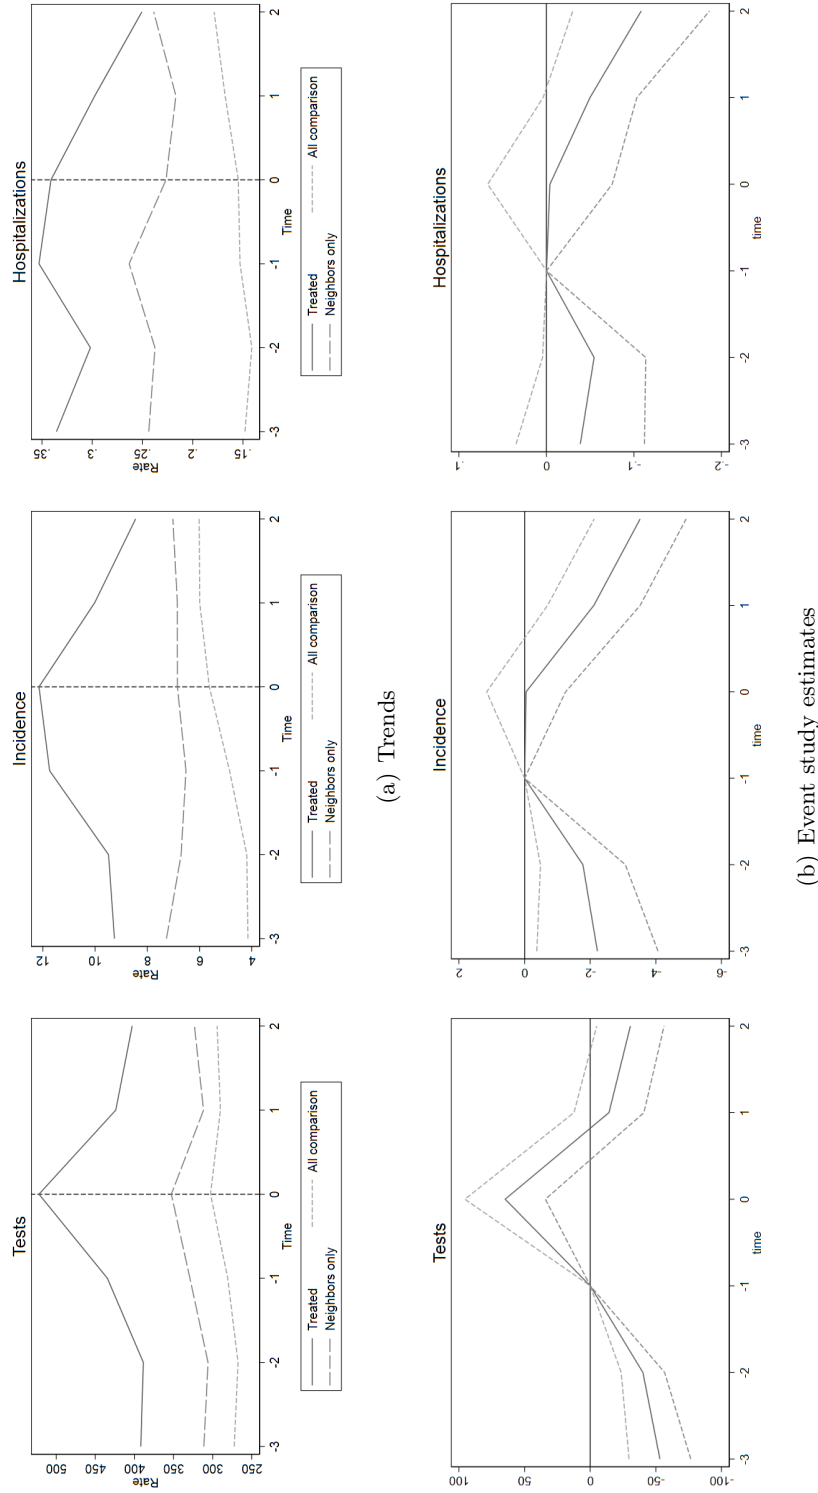 Tests
500
450
400
350
300
250
Rate
-3 -2 -1 0 1 2
Time
Treated
Neighbors only
All comparison
Incidence
12
10
8
6
4
Rate
-3 -2 -1 0 1 2
Time
Treated
Neighbors only
All comparison
Hospitalizations
.35
.3
.25
.2
.15
Rate
-3 -2 -1 0 1 2
Time
Treated
Neighbors only
All comparison
(a) Trends
Tests
100
50
0
-50
-100
-3 -2 -1 0 1 2
time
Incidence
2
0
-2
-4
-6
-3 -2 -1 0 1 2
time
Hospitalizations
.1
0
-.1
-.2
-3 -2 -1 0 1 2
time
(b) Event study estimates